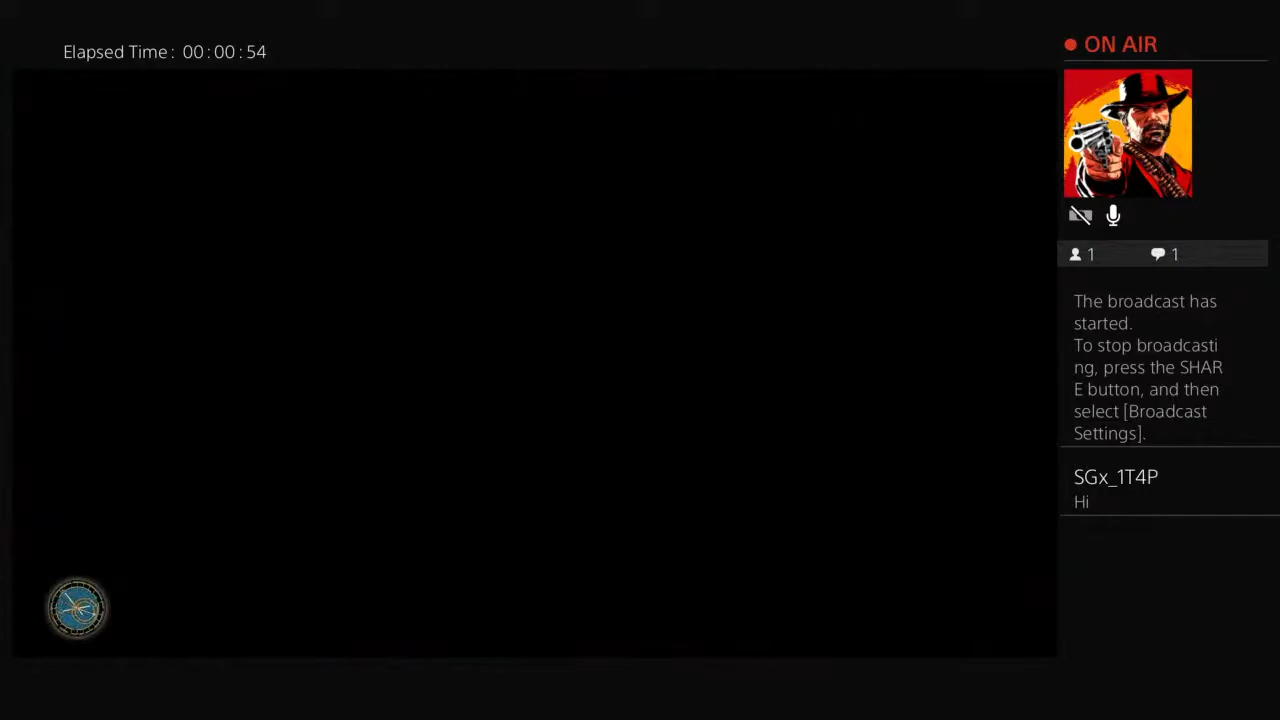 Elapsed Time: 00:00:54
ON AIR
1 1
The broadcast has
started.
To stop broadcasti
ng, press the SHAR
E button, and then
select [Broadcast
Settings].
SGx_1T4P
Hi